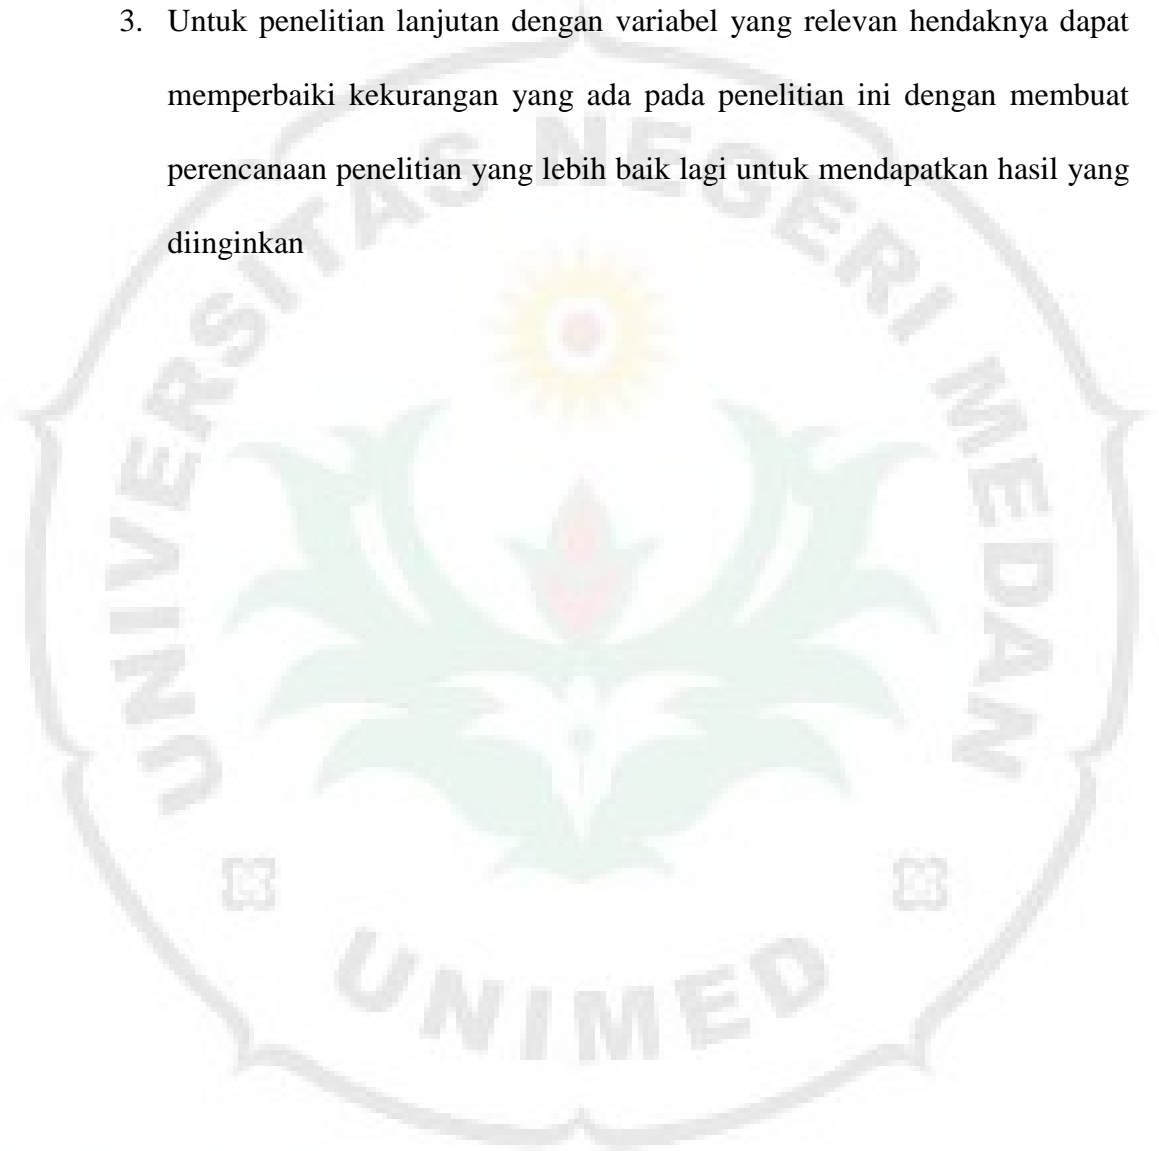 3. Untuk penelitian lanjutan dengan variabel yang relevan hendaknya dapat
memperbaiki kekurangan yang ada pada penelitian ini dengan membuat
perencanaan penelitian yang lebih baik lagi untuk mendapatkan hasil yang
diinginkan
UNIVERSITAS NEGERI MEDAN
UNIMED